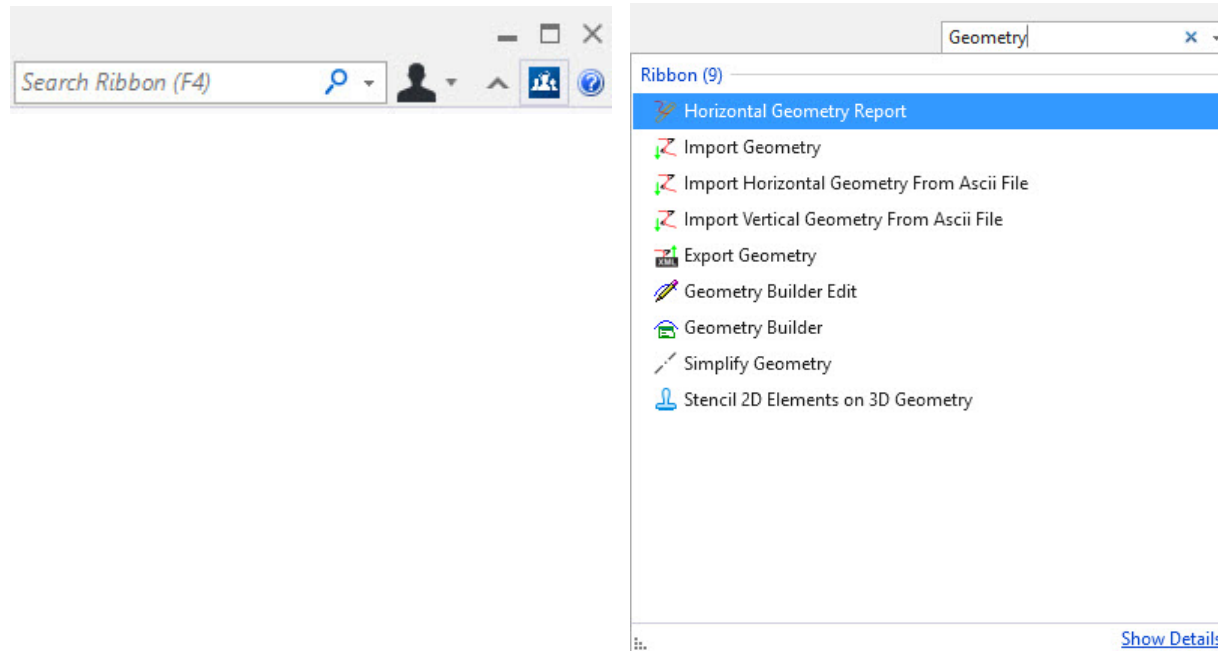 Search Ribbon (F4)
Geometry
Ribbon (9)
Horizontal Geometry Report
Import Geometry
Import Horizontal Geometry From Ascii File
Import Vertical Geometry From Ascii File
XML
Export Geometry
Geometry Builder Edit
Geometry Builder
Simplify Geometry
Stencil 2D Elements on 3D Geometry
Show Details